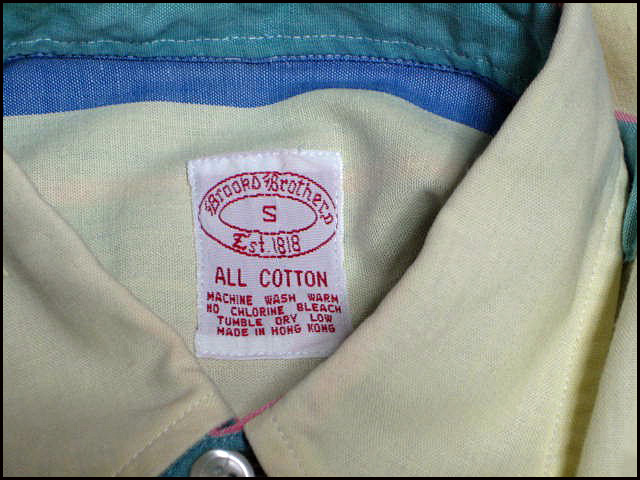 Brooks Brothers
S
Est. 1818
ALL COTTON
MACHINE WASH WARM
NO CHLORINE BLEACH
TUMBLE DRY LOW
MADE IN HONG KONG